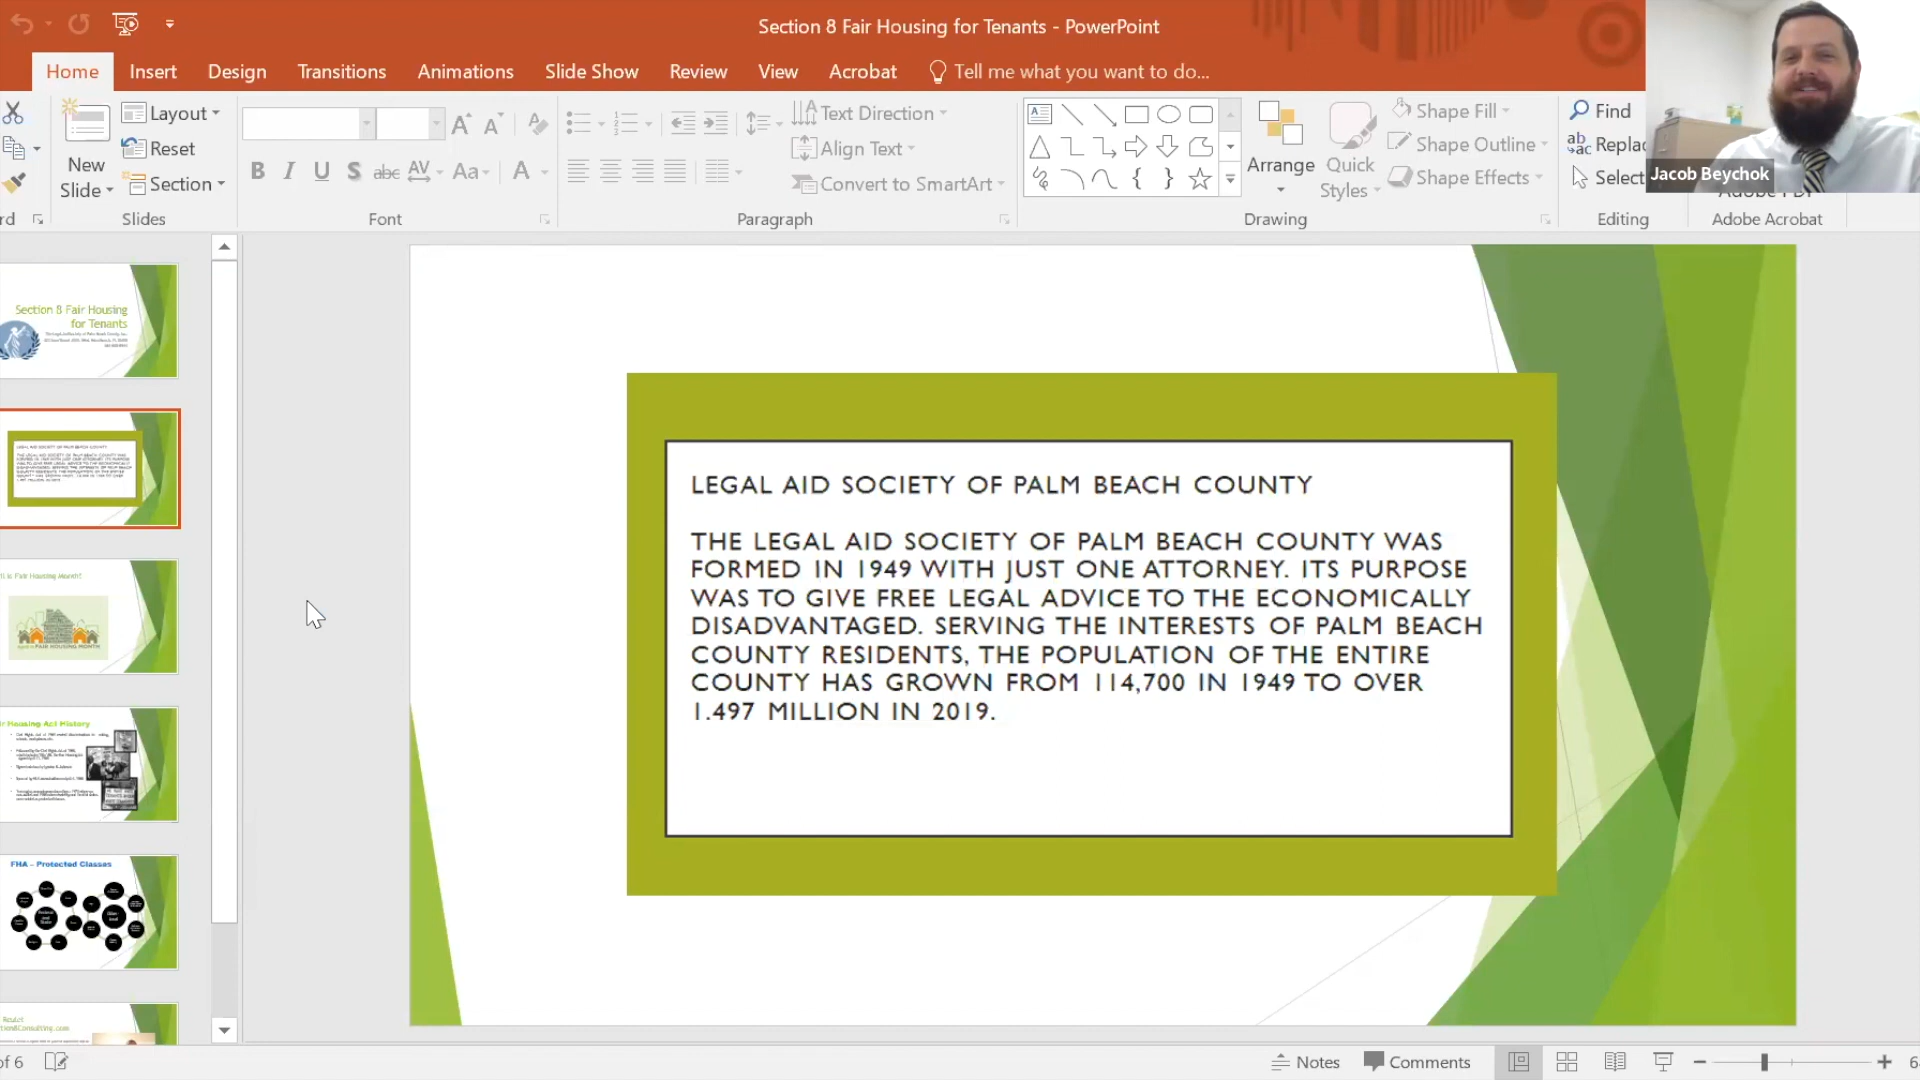 Section 8 Fair Housing for Tenants - PowerPoint
Home Insert Design Transitions Animations Slide Show Review View Acrobat Tell me what you want to do...
New
Slide
Layout
Reset
Section
Slides
B I U S abc AV Aa A
Font
Text Direction
Align Text
Convert to SmartArt
Paragraph
Arrange
Quick
Styles
Shape Fill
Shape Outline
Shape Effects
Drawing
Find
Replac
Select
Editing
Adobe Acrobat
Jacob Beychok
Section 8 Fair Housing
for Tenants
FHA - Protected Classes
LEGAL AID SOCIETY OF PALM BEACH COUNTY
THE LEGAL AID SOCIETY OF PALM BEACH COUNTY WAS
FORMED IN 1949 WITH JUST ONE ATTORNEY. ITS PURPOSE
WAS TO GIVE FREE LEGAL ADVICE TO THE ECONOMICALLY
DISADVANTAGED. SERVING THE INTERESTS OF PALM BEACH
COUNTY RESIDENTS, THE POPULATION OF THE ENTIRE
COUNTY HAS GROWN FROM 114,700 IN 1949 TO OVER
1.497 MILLION IN 2019.
of 6
Notes Comments